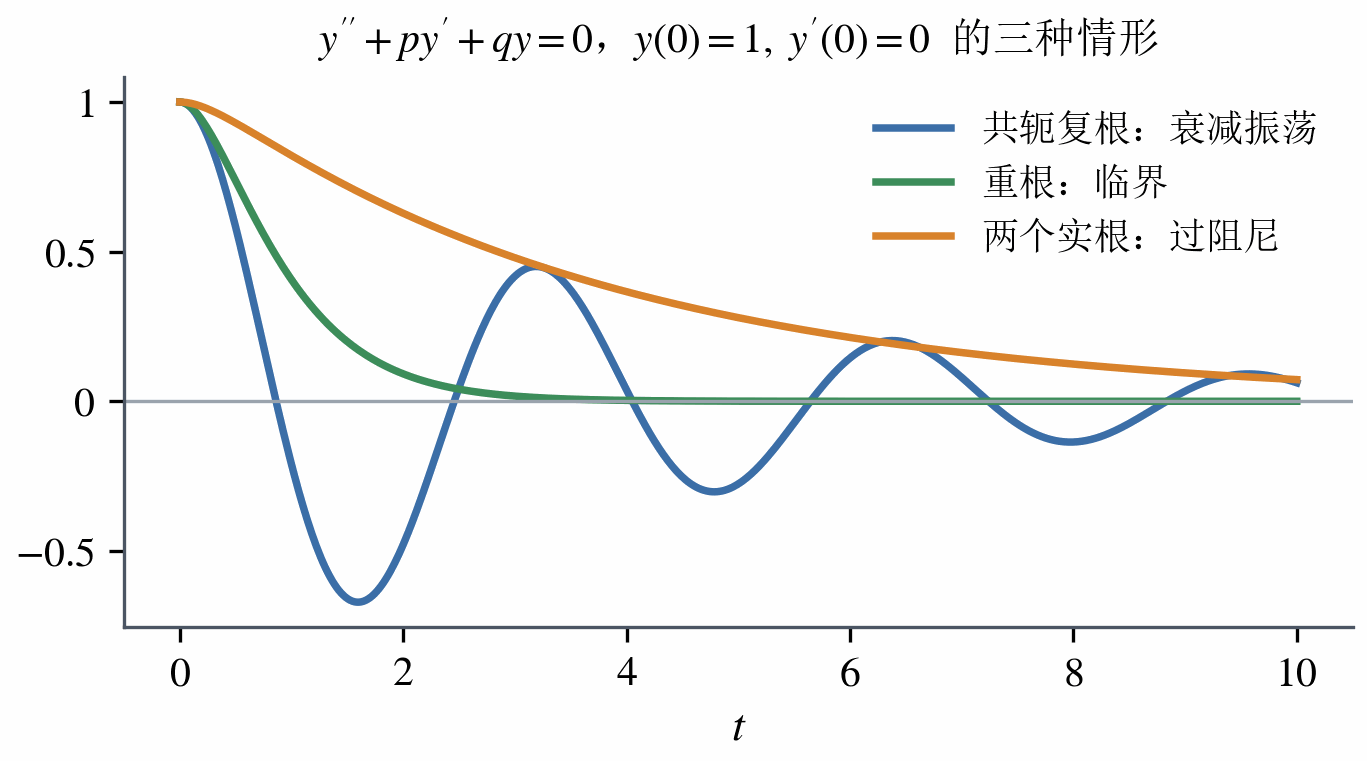 y′′ + py′ + qy = 0，y(0) = 1, y′(0) = 0 的三种情形
1
共轭复根：衰减振荡
重根：临界
两个实根：过阻尼
0.5
0
−0.5
0 2 4 6 8 10
t